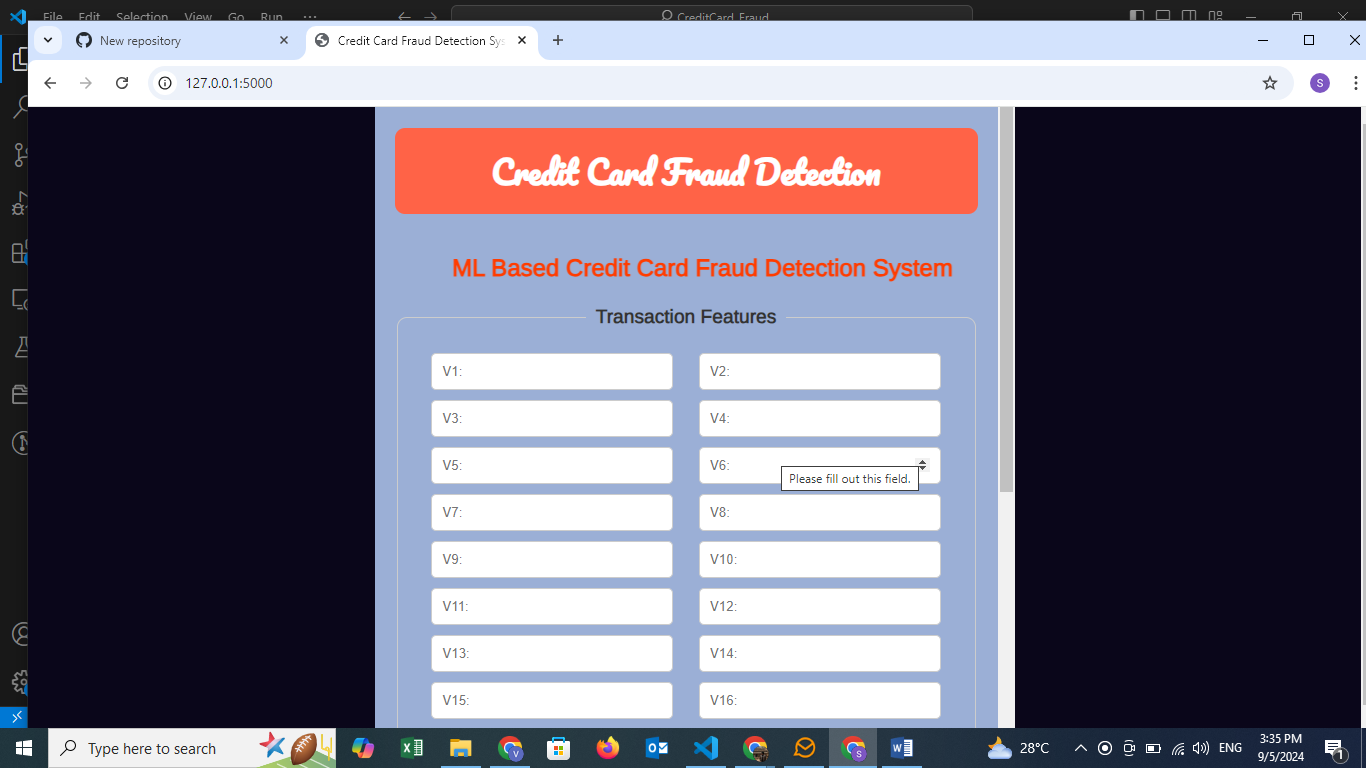 File Edit Selection View Go Run ... CreditCard_Fraud
New repository Credit Card Fraud Detection Sys
127.0.0.1:5000 S
Credit Card Fraud Detection
ML Based Credit Card Fraud Detection System
Transaction Features
V1: V2:
V3: V4:
V5: V6:
Please fill out this field.
V7: V8:
V9: V10:
V11: V12:
V13: V14:
V15: V16:
Type here to search 28°C ENG 3:35 PM
9/5/2024 1